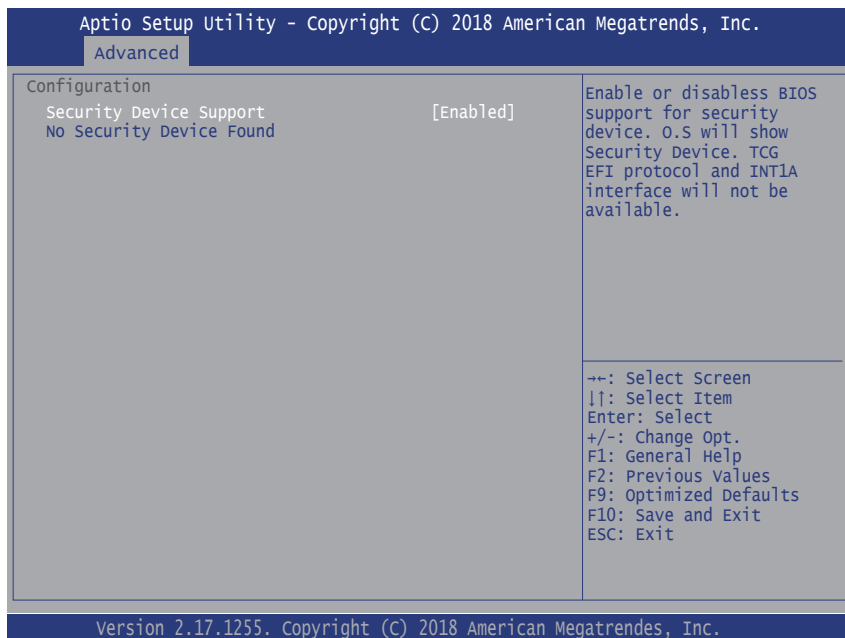 Aptio Setup Utility - Copyright (C) 2018 American Megatrends, Inc.
Advanced
Configuration
Security Device Support [Enabled]
No Security Device Found
Enable or disabless BIOS
support for security
device. O.S will show
Security Device. TCG
EFI protocol and INT1A
interface will not be
available.
→←: Select Screen
↓↑: Select Item
Enter: Select
+/-: Change Opt.
F1: General Help
F2: Previous Values
F9: Optimized Defaults
F10: Save and Exit
ESC: Exit
Version 2.17.1255. Copyright (C) 2018 American Megatrendes, Inc.